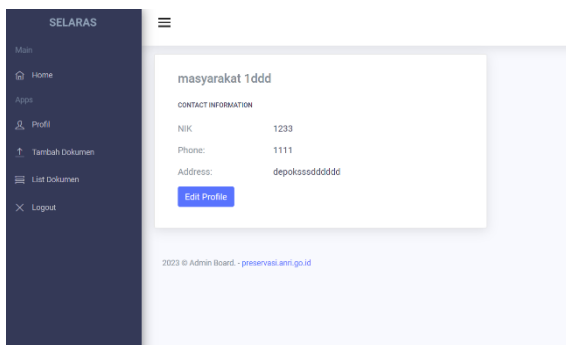 SELARAS
Main
Home
Apps
Profil
Tambah Dokumen
List Dokumen
Logout
masyarakat 1ddd
CONTACT INFORMATION
NIK 1233
Phone: 1111
Address: depoksssdddddd
Edit Profile
2023 © Admin Board. - preservasi.anri.go.id